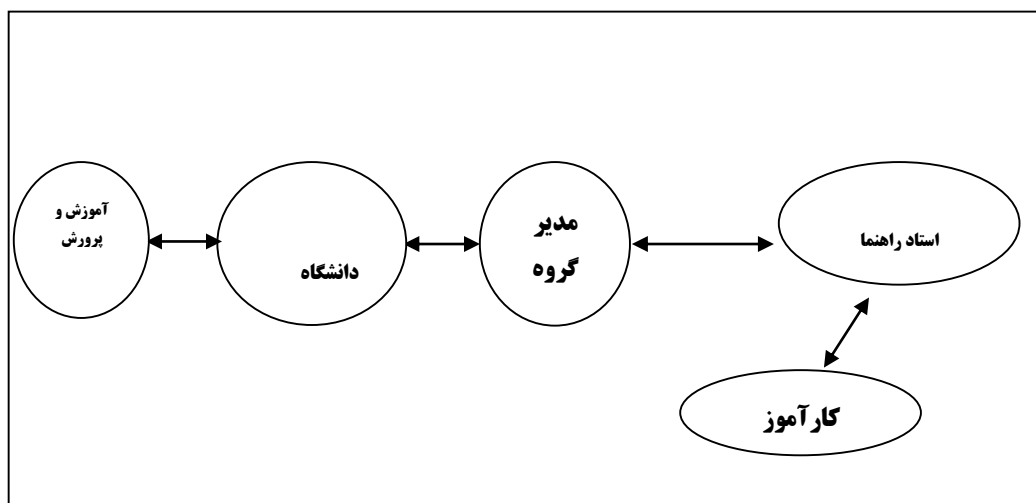 آموزش و
پرورش
دانشگاه
مدیر
گروه
استاد راهنما
کارآموز